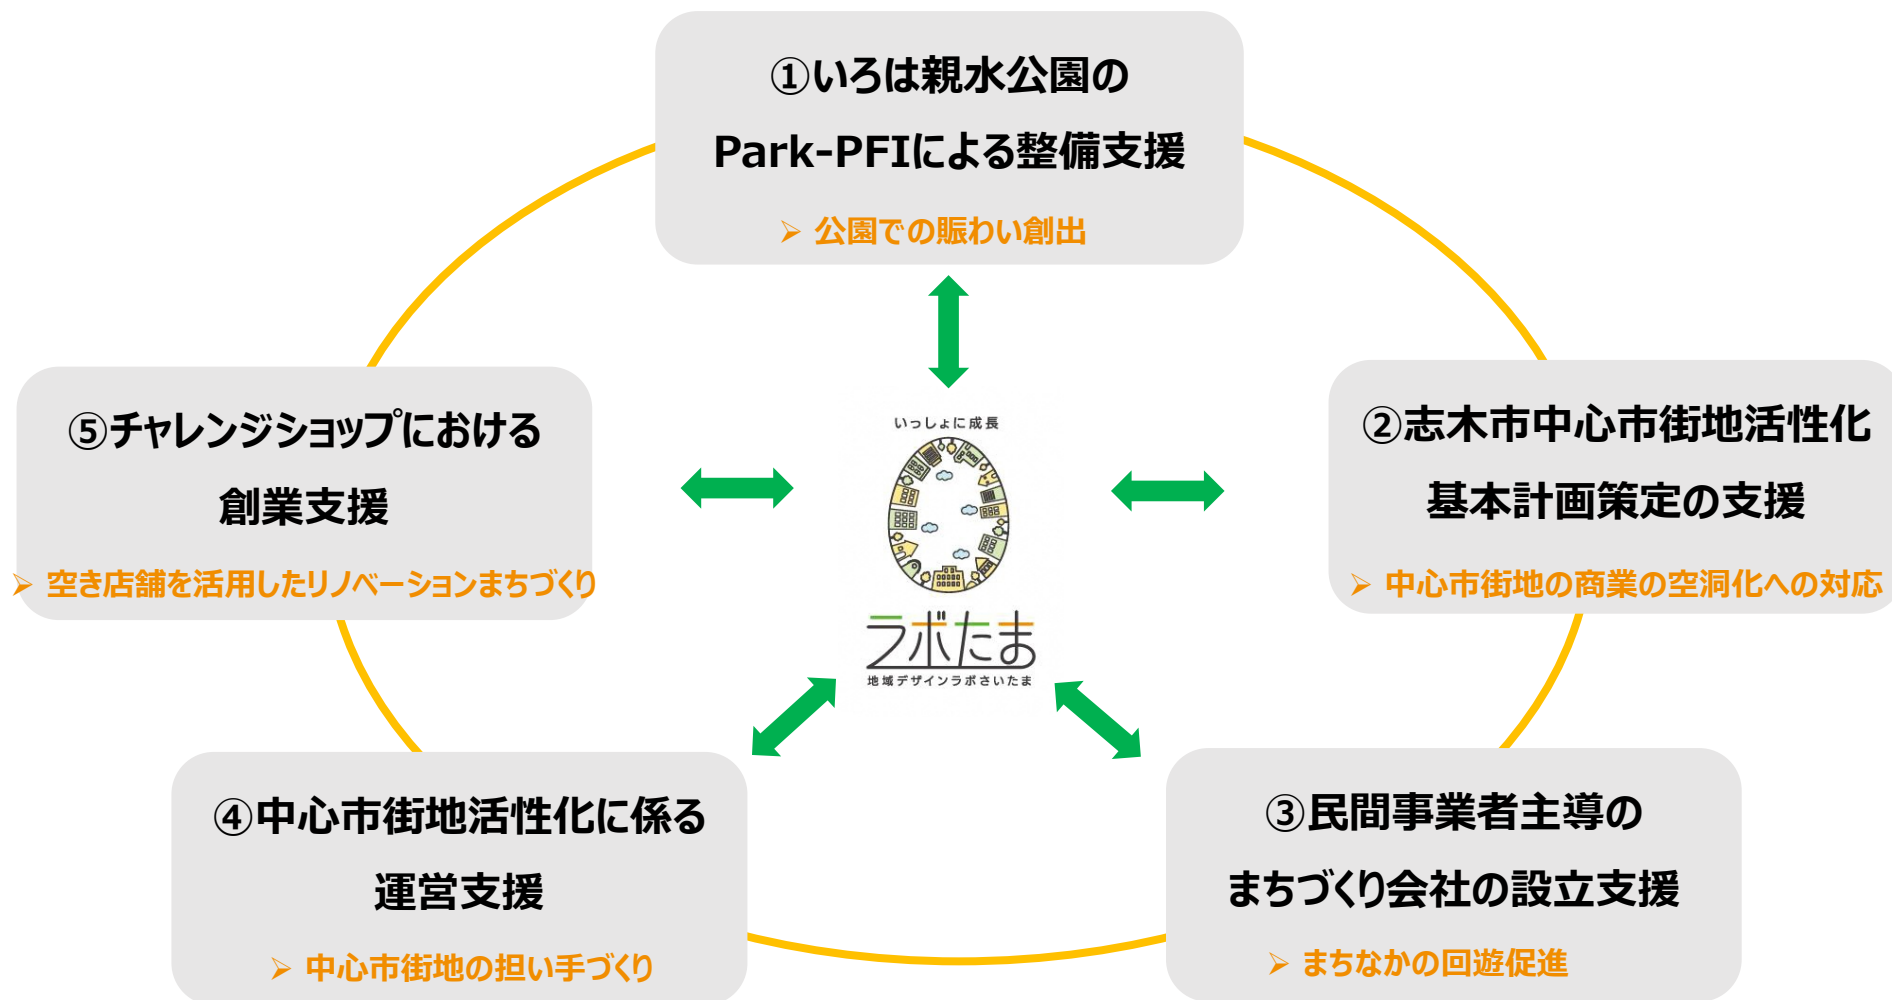 ①いろは親水公園の
Park-PFIによる整備支援
➢ 公園での賑わい創出
②志木市中心市街地活性化
基本計画策定の支援
➢ 中心市街地の商業の空洞化への対応
③民間事業者主導の
まちづくり会社の設立支援
➢ まちなかの回遊促進
④中心市街地活性化に係る
運営支援
➢ 中心市街地の担い手づくり
⑤チャレンジショップにおける
創業支援
➢ 空き店舗を活用したリノベーションまちづくり
いっしょに成長
ラボたま
地域デザインラボさいたま